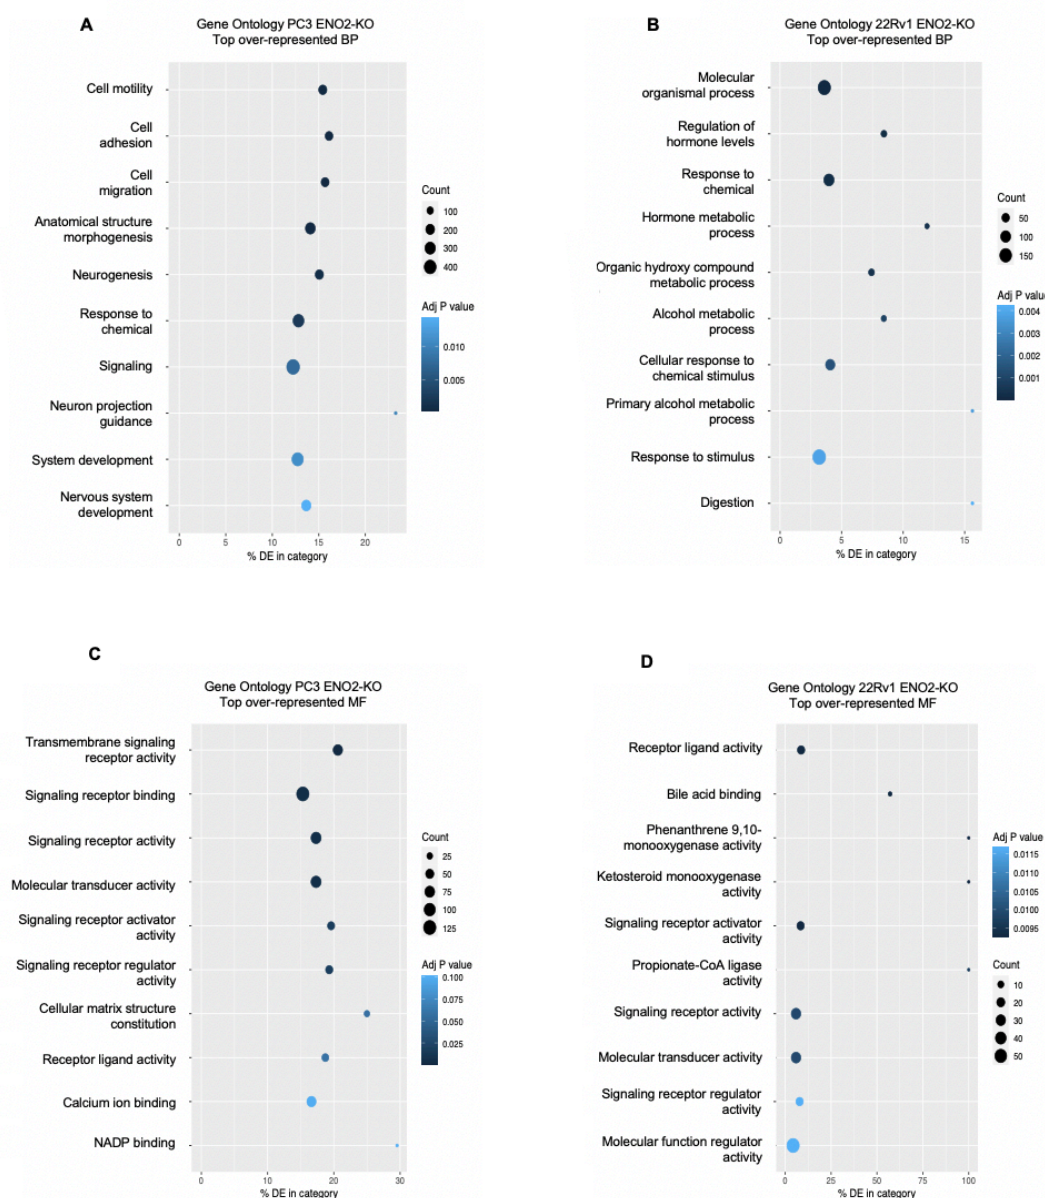 A
Gene Ontology PC3 ENO2-KO
Top over-represented BP
Cell motility
Cell
adhesion
Cell
migration
Anatomical structure
morphogenesis
Neurogenesis
Response to
chemical
Signaling
Neuron projection
guidance
System development
Nervous system
development
0 5 10 15 20
% DE in category
Count
100
200
300
400
Adj P value
0.010
0.005
B
Gene Ontology 22Rv1 ENO2-KO
Top over-represented BP
Molecular
organismal process
Regulation of
hormone levels
Response to
chemical
Hormone metabolic
process
Organic hydroxy compound
metabolic process
Alcohol metabolic
process
Cellular response to
chemical stimulus
Primary alcohol metabolic
process
Response to stimulus
Digestion
0 5 10 15
% DE in category
Count
50
100
150
Adj P value
0.004
0.003
0.002
0.001
C
Gene Ontology PC3 ENO2-KO
Top over-represented MF
Transmembrane signaling
receptor activity
Signaling receptor binding
Signaling receptor activity
Molecular transducer activity
Signaling receptor activator
activity
Signaling receptor regulator
activity
Cellular matrix structure
constitution
Receptor ligand activity
Calcium ion binding
NADP binding
0 10 20 30
% DE in category
Count
25
50
75
100
125
Adj P value
0.100
0.075
0.050
0.025
D
Gene Ontology 22Rv1 ENO2-KO
Top over-represented MF
Receptor ligand activity
Bile acid binding
Phenanthrene 9,10-
monooxygenase activity
Ketosteroid monooxygenase
activity
Signaling receptor activator
activity
Propionate-CoA ligase
activity
Signaling receptor activity
Molecular transducer activity
Signaling receptor regulator
activity
Molecular function regulator
activity
0 25 50 75 100
% DE in category
Adj P value
0.0115
0.0110
0.0105
0.0100
0.0095
Count
10
20
30
40
50